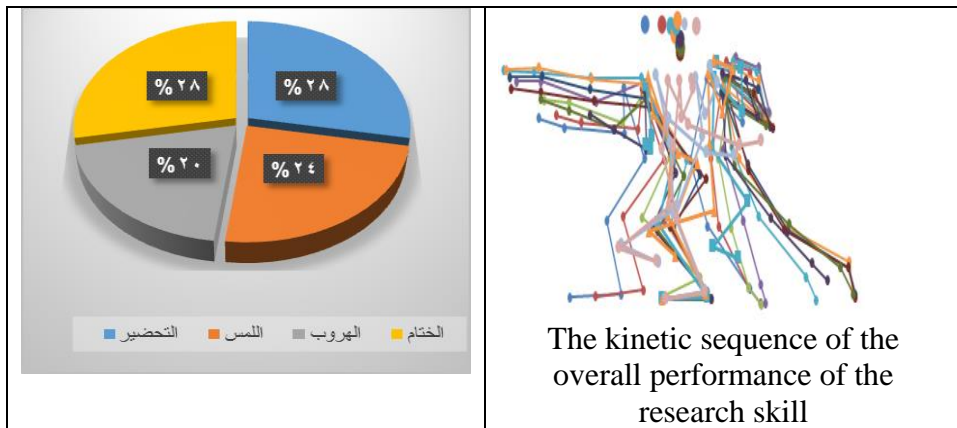 % ٢٨
% ٢٨
% ٢٠
% ٢٤
التحضير
اللمس
الهروب
الختام
The kinetic sequence of the
overall performance of the
research skill